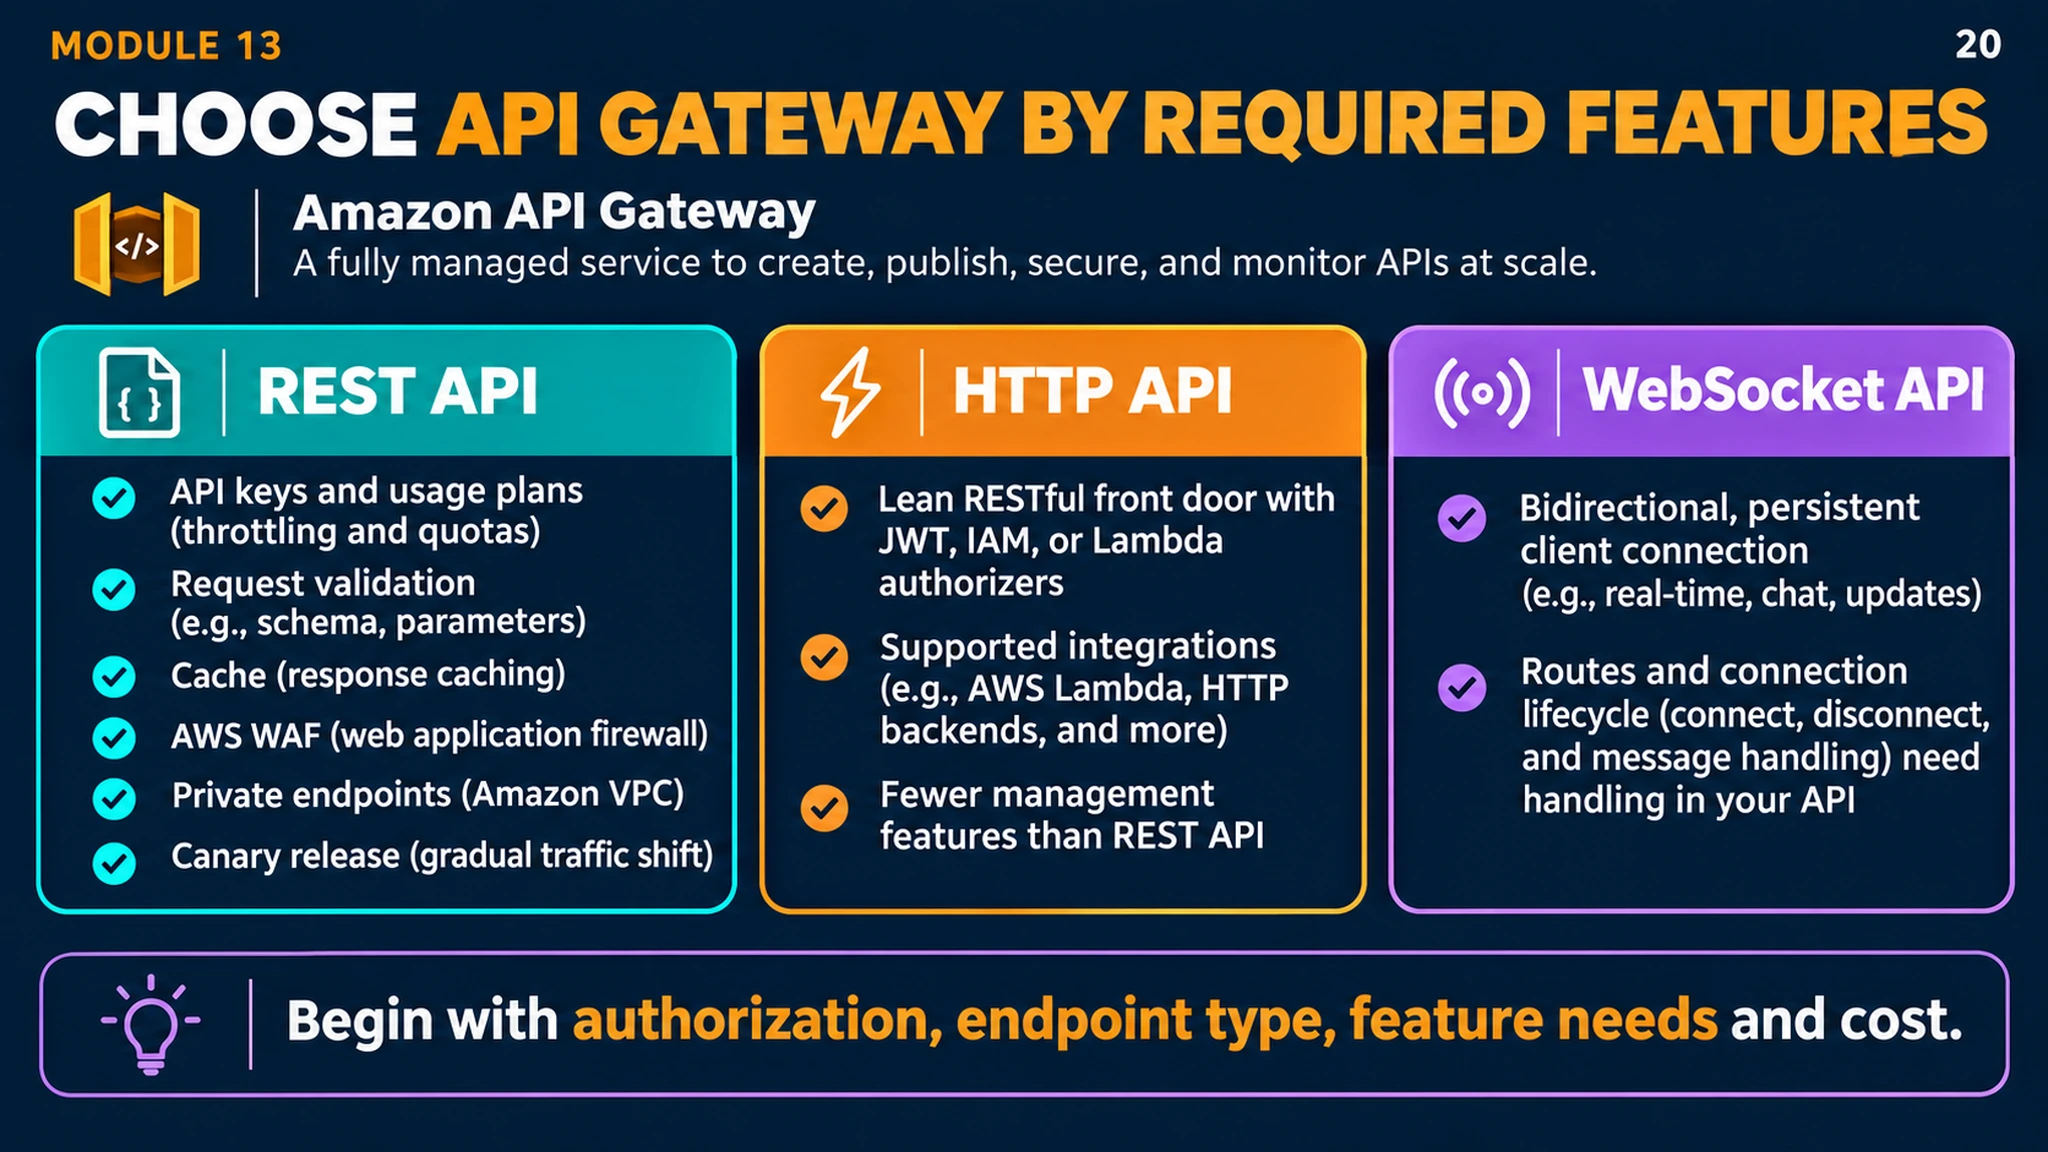 MODULE 13
20
CHOOSE API GATEWAY BY REQUIRED FEATURES
</>
Amazon API Gateway
A fully managed service to create, publish, secure, and monitor APIs at scale.
{ }
REST API
API keys and usage plans
(throttling and quotas)
Request validation
(e.g., schema, parameters)
Cache (response caching)
AWS WAF (web application firewall)
Private endpoints (Amazon VPC)
Canary release (gradual traffic shift)
HTTP API
Lean RESTful front door with
JWT, IAM, or Lambda
authorizers
Supported integrations
(e.g., AWS Lambda, HTTP
backends, and more)
Fewer management
features than REST API
WebSocket API
Bidirectional, persistent
client connection
(e.g., real-time, chat, updates)
Routes and connection
lifecycle (connect, disconnect,
and message handling) need
handling in your API
Begin with authorization, endpoint type, feature needs and cost.